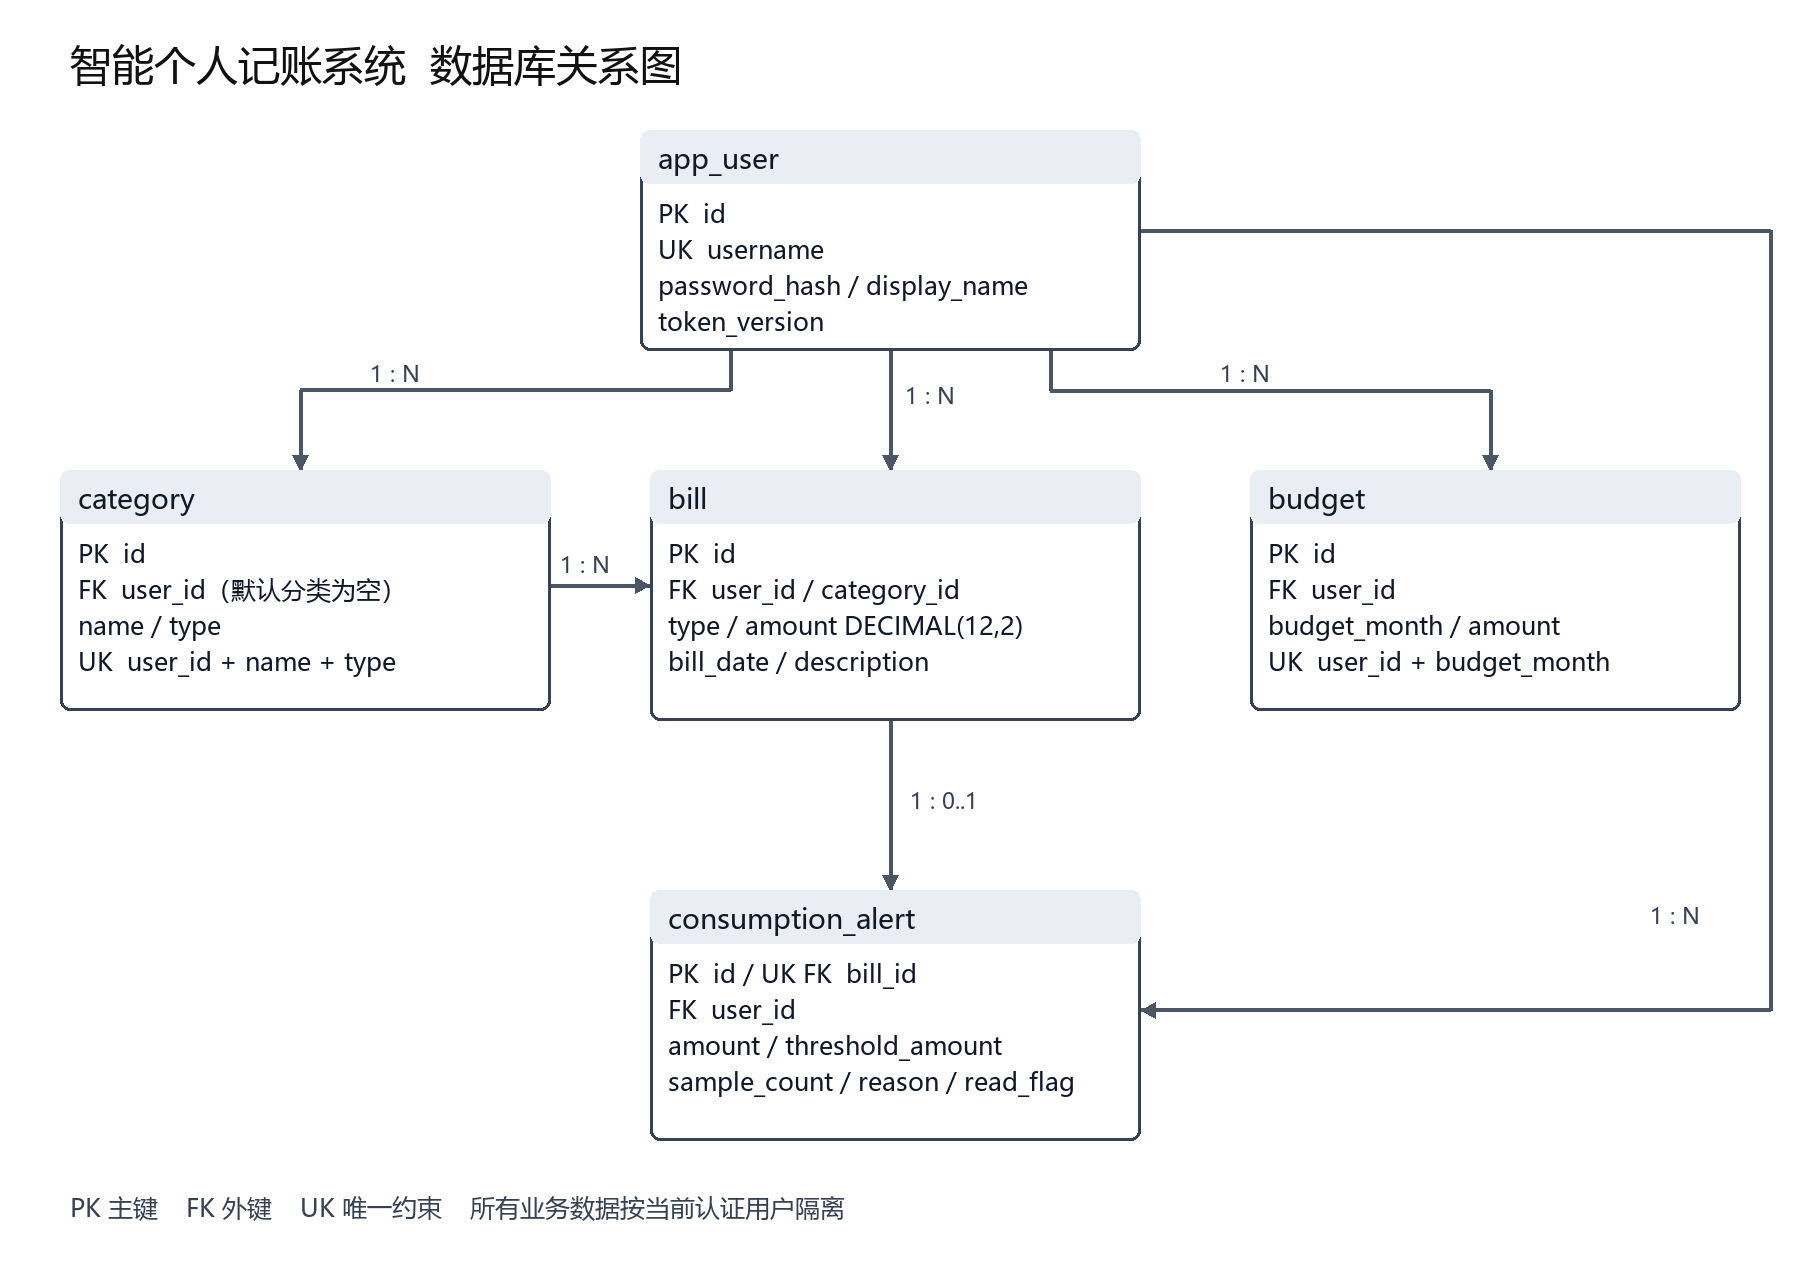 智能个人记账系统 数据库关系图
app_user
PK id
UK username
password_hash / display_name
token_version
1 : N
1 : N
1 : N
category
PK id
FK user_id（默认分类为空）
name / type
UK user_id + name + type
1 : N
bill
PK id
FK user_id / category_id
type / amount DECIMAL(12,2)
bill_date / description
budget
PK id
FK user_id
budget_month / amount
UK user_id + budget_month
1 : 0..1
consumption_alert
PK id / UK FK bill_id
FK user_id
amount / threshold_amount
sample_count / reason / read_flag
1 : N
PK 主键 FK 外键 UK 唯一约束 所有业务数据按当前认证用户隔离